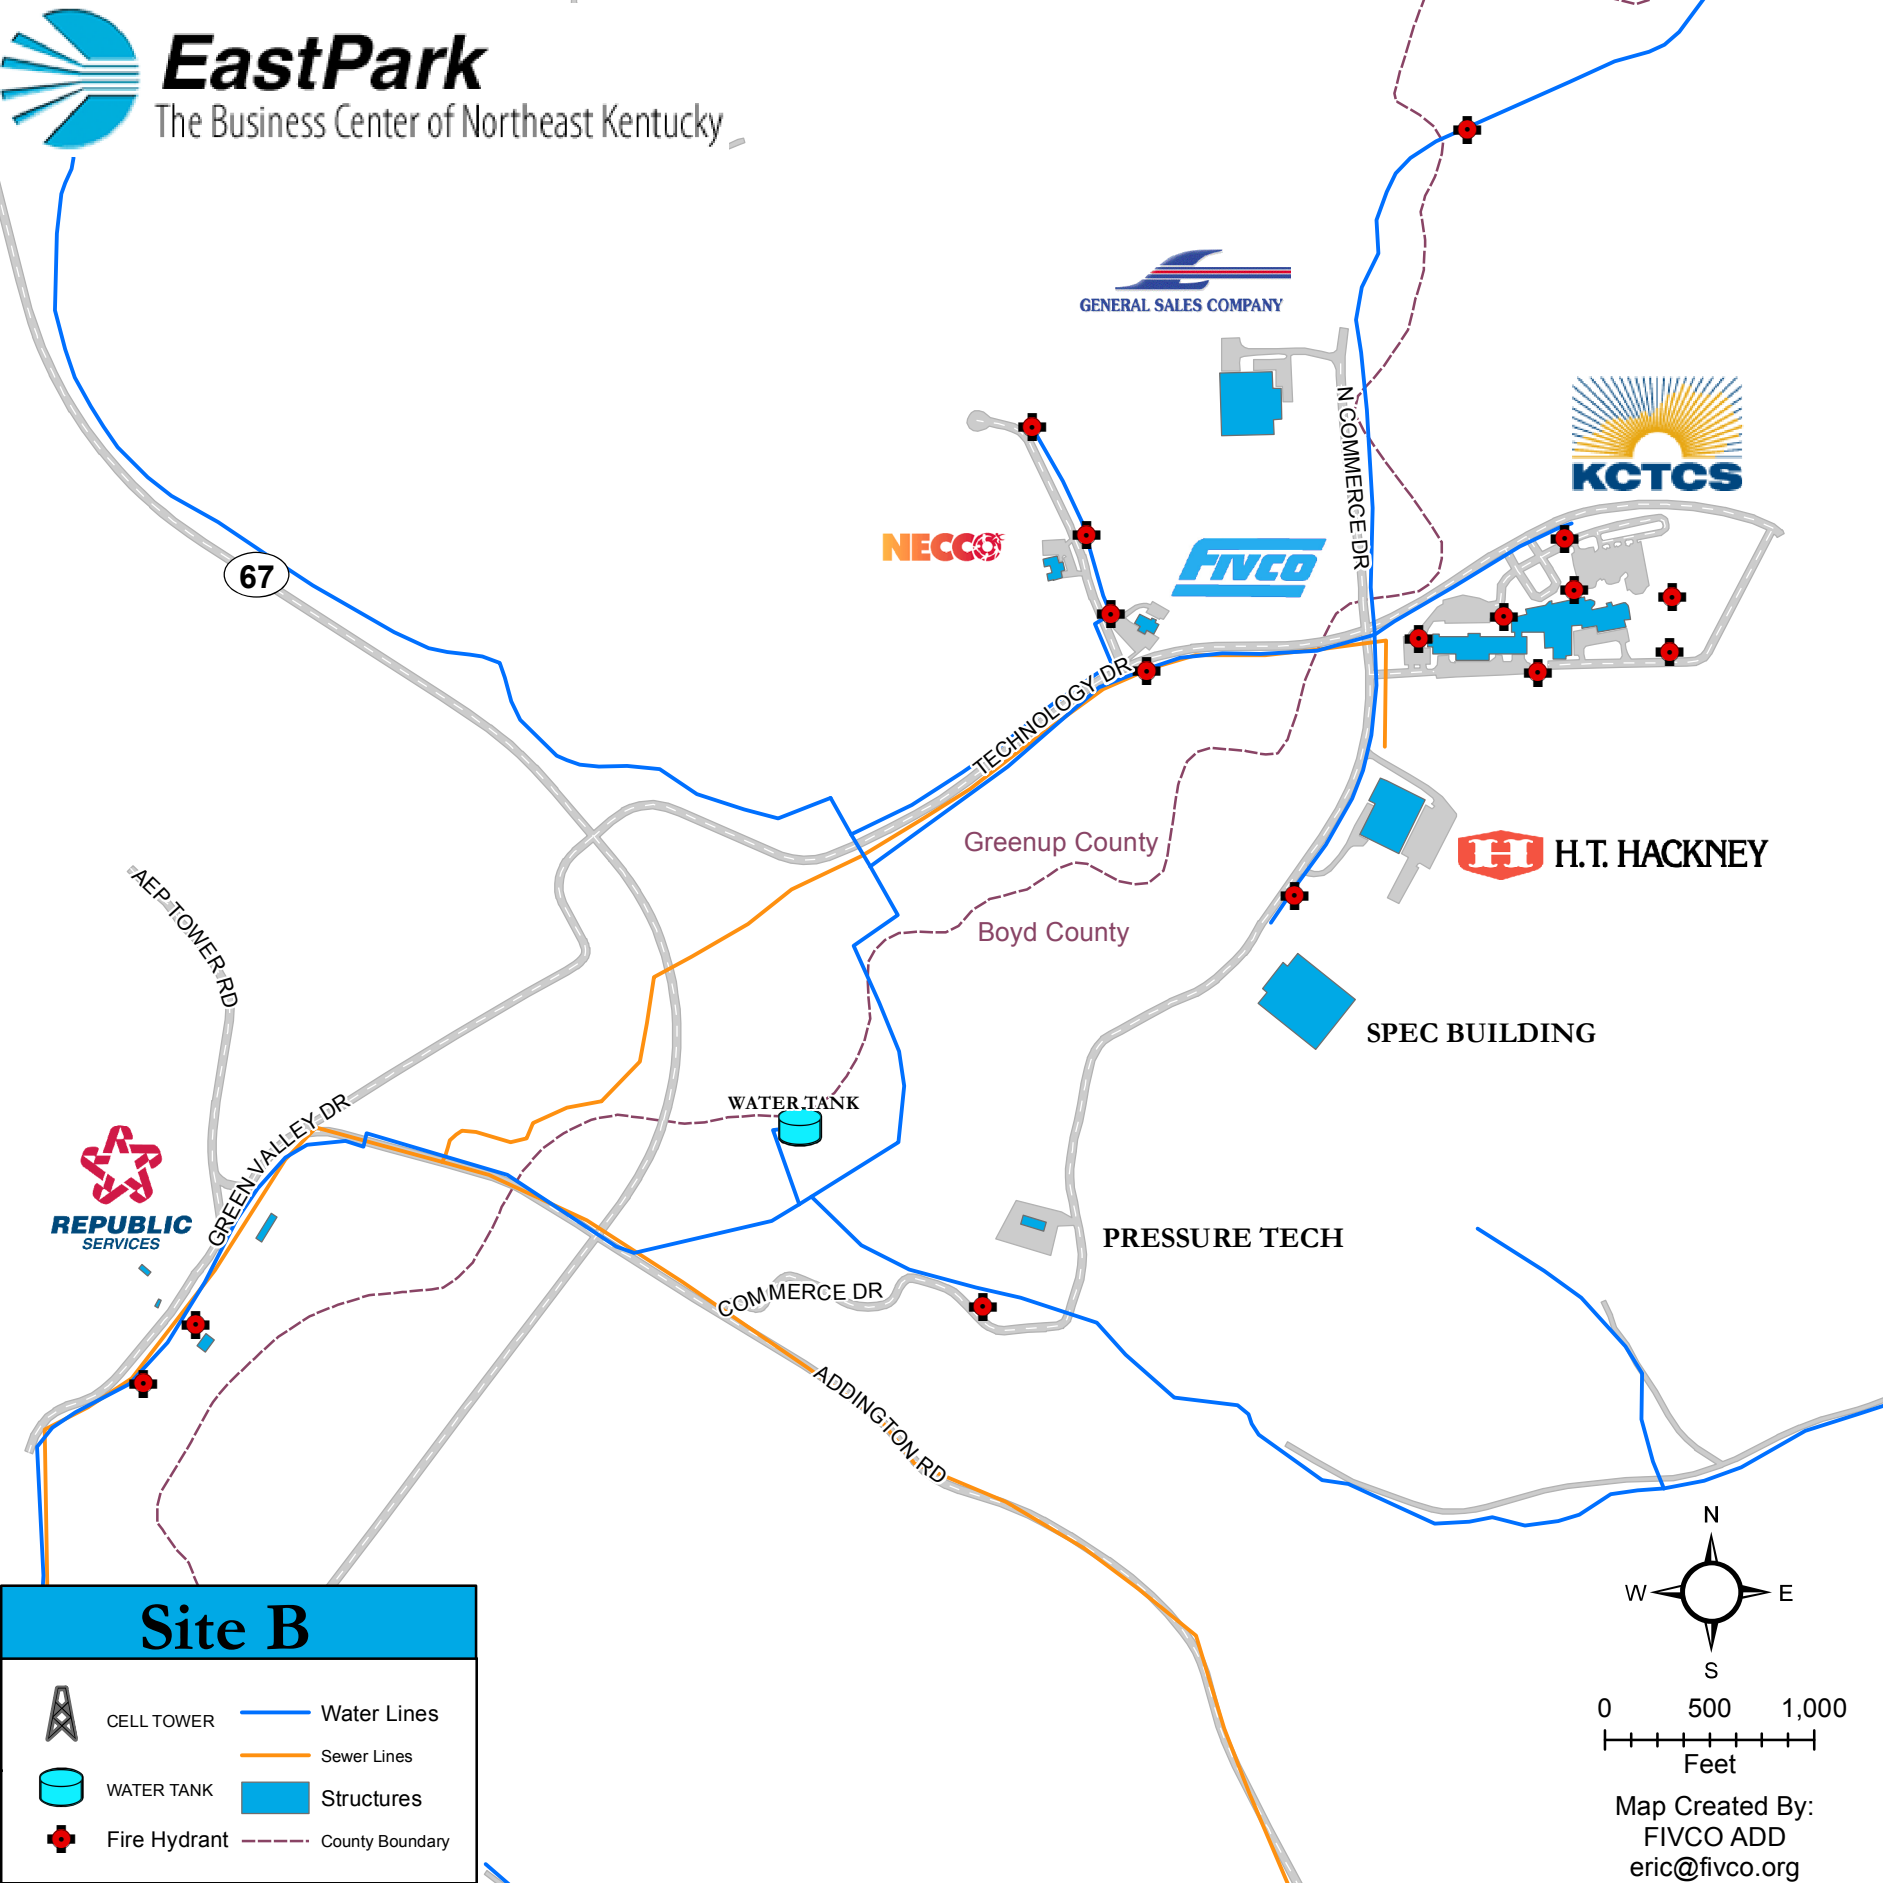 EastPark
The Business Center of Northeast Kentucky
GENERAL SALES COMPANY
N COMMERCE DR
KCTCS
NECCO
FIVCO
67
TECHNOLOGY DR
Greenup County
Boyd County
H.T. HACKNEY
AEP TOWER RD
SPEC BUILDING
WATER TANK
GREEN VALLEY DR
REPUBLIC
SERVICES
PRESSURE TECH
COMMERCE DR
ADDINGTON RD
Site B
CELL TOWER
Water Lines
Sewer Lines
WATER TANK
Structures
Fire Hydrant
County Boundary
N
W
E
S
0 500 1,000
Feet
Map Created By:
FIVCO ADD
eric@fivco.org